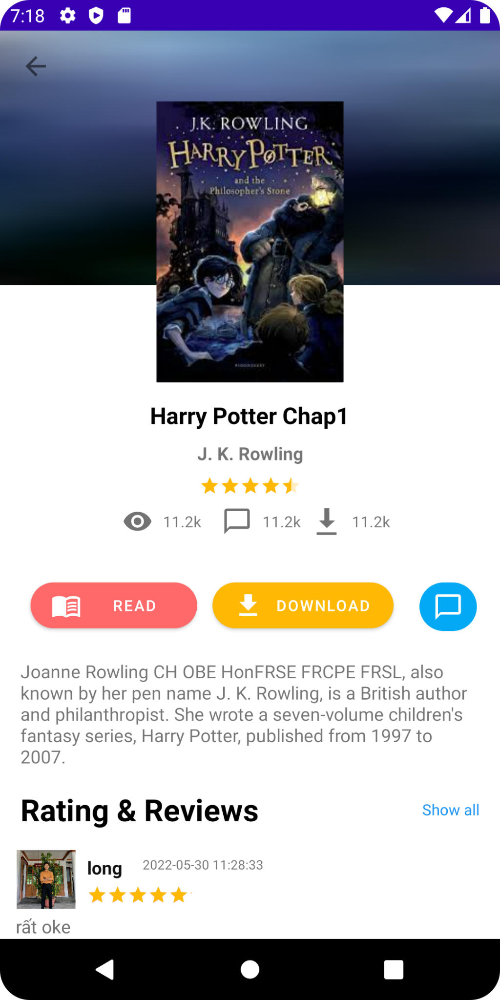 7:18
J.K. ROWLING
HARRY POTTER
and the
Philosopher's Stone
BLOOMSBURY
Harry Potter Chap1
J. K. Rowling
11.2k 11.2k 11.2k
READ DOWNLOAD
Joanne Rowling CH OBE HonFRSE FRCPE FRSL, also
known by her pen name J. K. Rowling, is a British author
and philanthropist. She wrote a seven-volume children's
fantasy series, Harry Potter, published from 1997 to
2007.
Rating & Reviews Show all
long 2022-05-30 11:28:33
rất oke